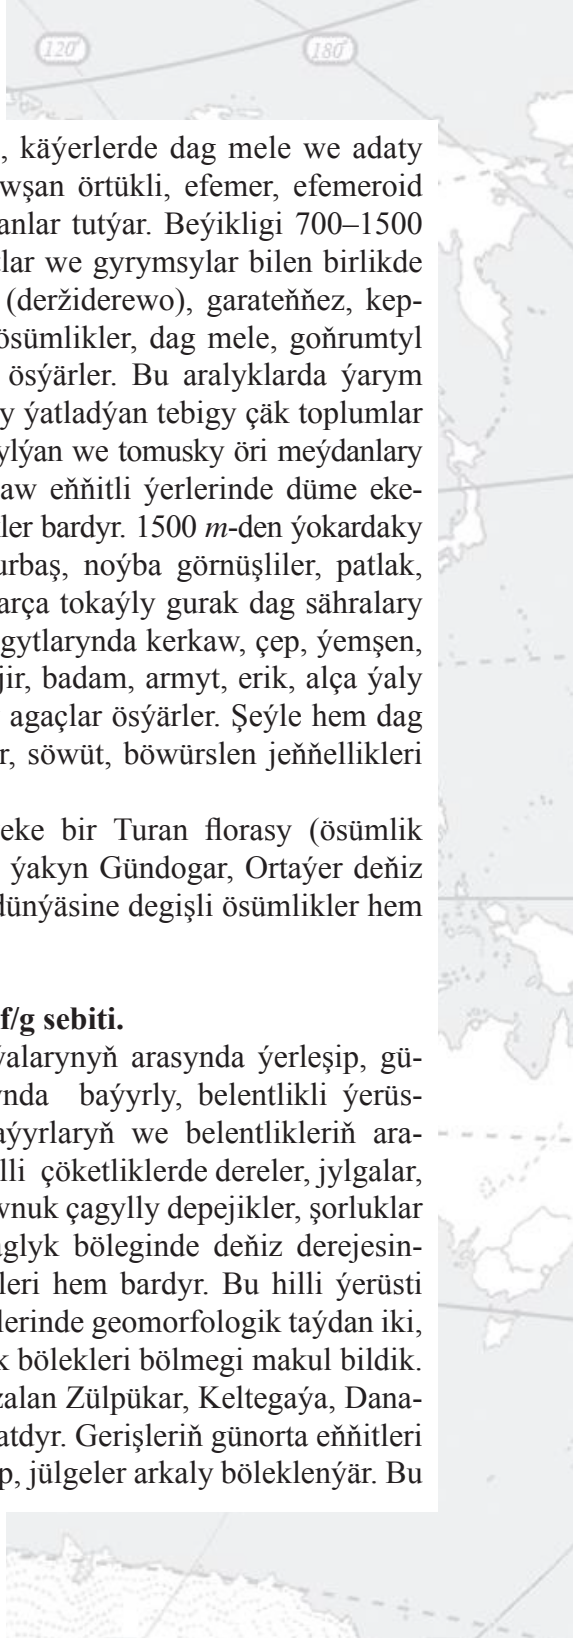 120°
180°
, käýerlerde dag mele we adaty
wşan örtükli, efemer, efemeroid
anlar tutýar. Beýikligi 700–1500
lar we gyrymsylar bilen birlikde
(deržiderewo), garateňňez, kep-
ösümlikler, dag mele, goňrumtyl
ösýärler. Bu aralyklarda ýarym
y ýatladýan tebigy çäk toplumlar
ylýan we tomusky öri meýdanlary
aw eňňitli ýerlerinde düme eke-
ler bardyr. 1500 m-den ýokardaky
urbaş, noýba görnüşliler, patlak,
arça tokaýly gurak dag sähralary
gytlarynda kerkaw, çep, ýemşen,
jir, badam, armyt, erik, alça ýaly
agaçlar ösýärler. Şeýle hem dag
r, söwüt, böwürslen jeňňellikleri
eke bir Turan florasy (ösümlik
ýakyn Gündogar, Ortaýer deňiz
dünýäsine degişli ösümlikler hem
f/g sebiti.
ýalarynyň arasynda ýerleşip, gü-
ynda baýyrly, belentlikli ýerüs-
aýyrlaryň we belentlikleriň ara-
lli çöketliklerde dereler, jylgalar,
wnuk çagylly depejikler, şorluklar
aglyk böleginde deňiz derejesin-
leri hem bardyr. Bu hilli ýerüsti
lerinde geomorfologik taýdan iki,
k bölekleri bölmegi makul bildik.
zalan Zülpükar, Keltegaýa, Dana-
atdyr. Gerişleriň günorta eňňitleri
p, jülgeler arkaly böleklenýär. Bu